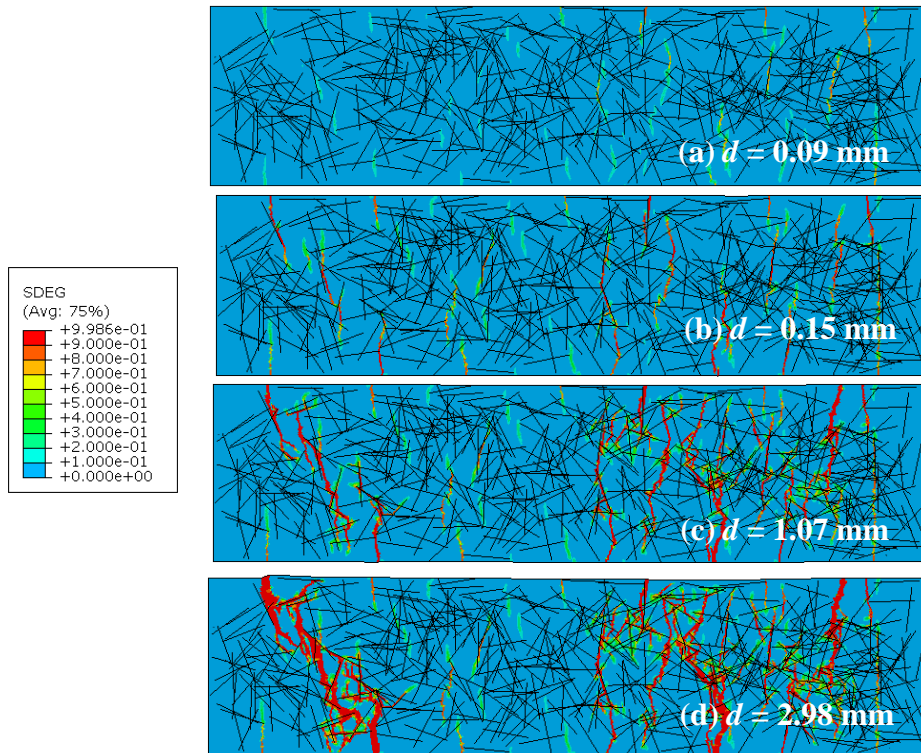 (a) d = 0.09 mm
(b) d = 0.15 mm
SDEG
(Avg: 75%)
+9.986e-01
+9.000e-01
+8.000e-01
+7.000e-01
+6.000e-01
+5.000e-01
+4.000e-01
+3.000e-01
+2.000e-01
+1.000e-01
+0.000e+00
(c) d = 1.07 mm
(d) d = 2.98 mm